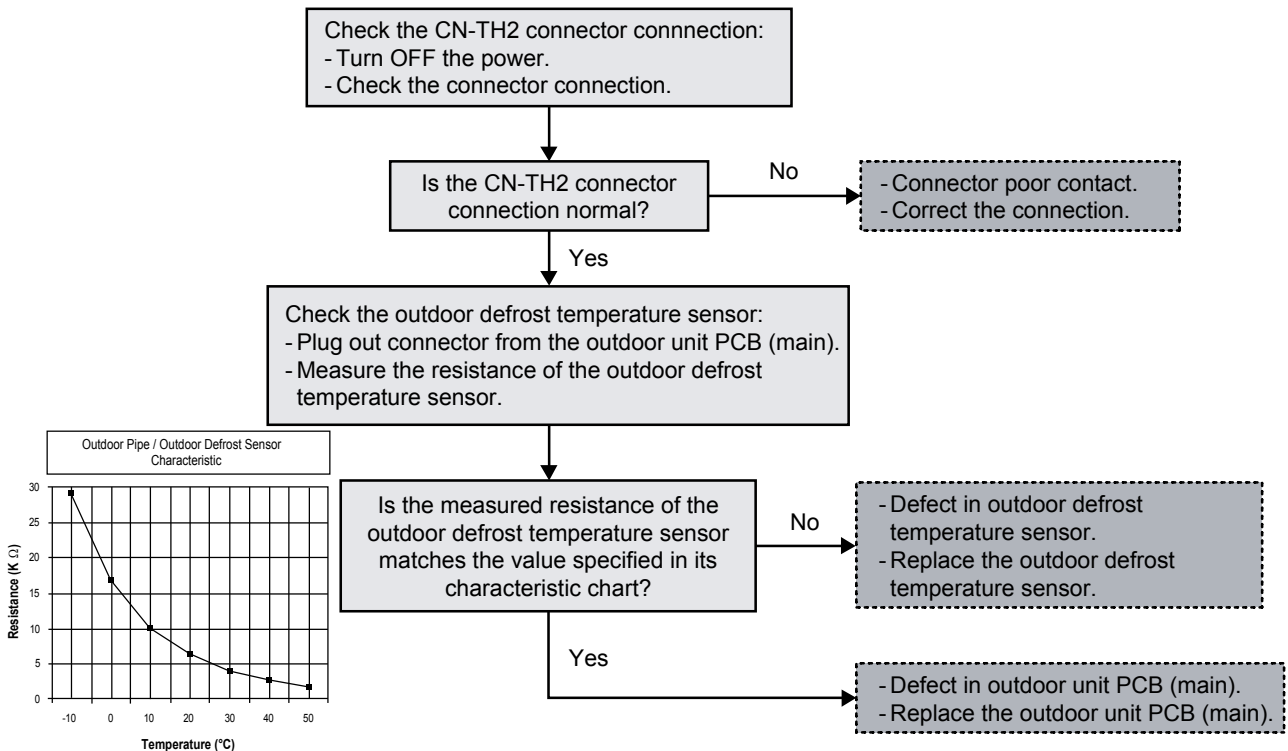 Check the CN-TH2 connector connnection:
- Turn OFF the power.
- Check the connector connection.
Is the CN-TH2 connector
connection normal?
No
- Connector poor contact.
- Correct the connection.
Yes
Check the outdoor defrost temperature sensor:
- Plug out connector from the outdoor unit PCB (main).
- Measure the resistance of the outdoor defrost
temperature sensor.
Outdoor Pipe / Outdoor Defrost Sensor
Characteristic
Resistance (K Ω)
30
25
20
15
10
5
0
-10 0 10 20 30 40 50
Temperature (°C)
Is the measured resistance of the
outdoor defrost temperature sensor
matches the value specified in its
characteristic chart?
No
- Defect in outdoor defrost
temperature sensor.
- Replace the outdoor defrost
temperature sensor.
Yes
- Defect in outdoor unit PCB (main).
- Replace the outdoor unit PCB (main).